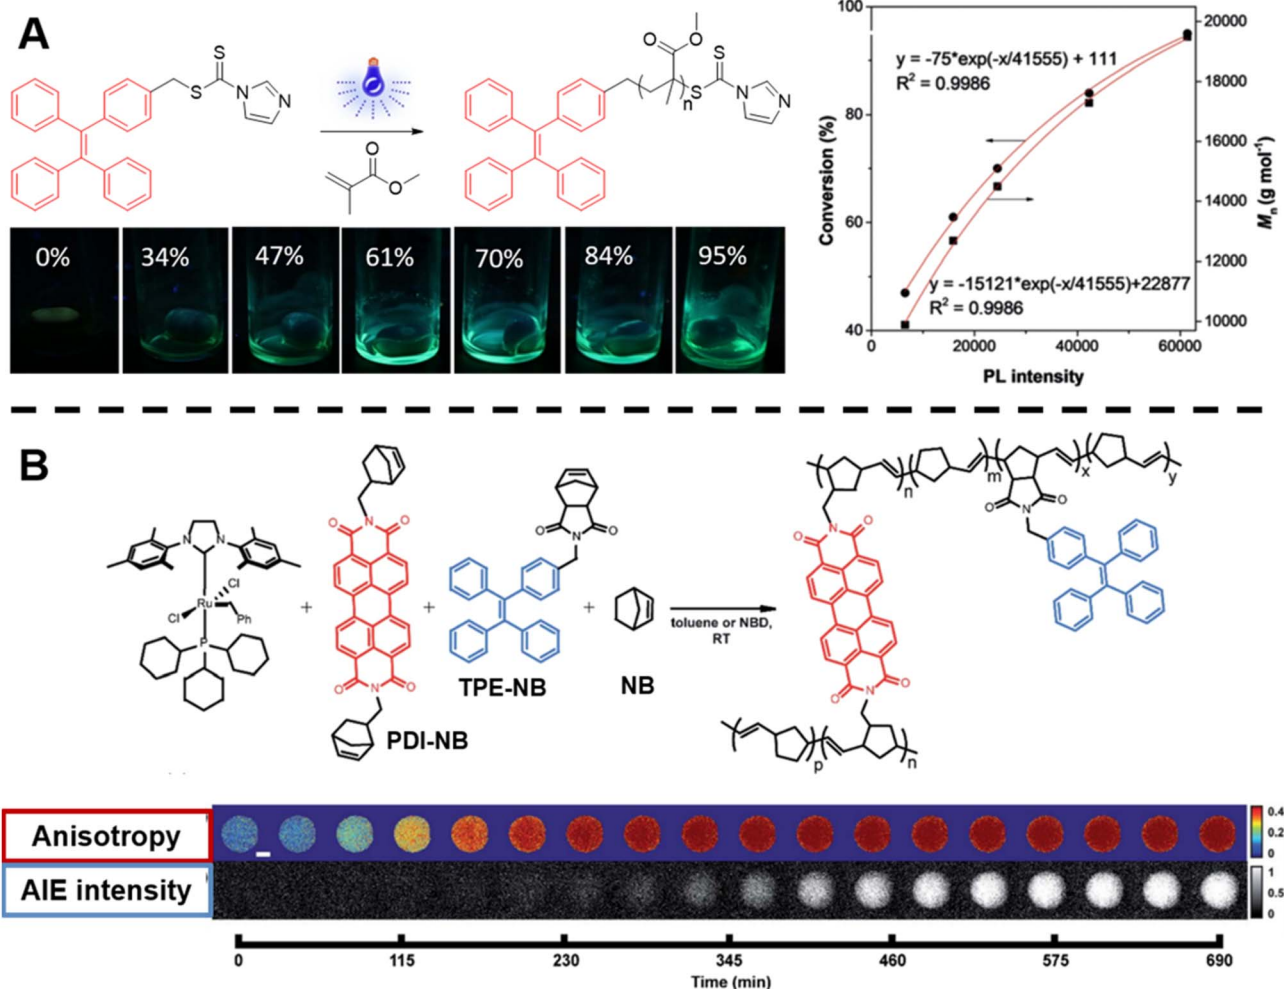 A
S
S
N
N
O
O
n
S
S
N
N
O
O
0%
34%
47%
61%
70%
84%
95%
100
80
60
40
Conversion (%)
y = -75*exp(-x/41555) + 111
R² = 0.9986
y = -15121*exp(-x/41555)+22877
R² = 0.9986
20000
18000
16000
14000
12000
10000
Mn (g mol⁻¹)
0
20000
40000
60000
PL intensity
B
N
N
Cl
Ru
Cl
Ph
P
+
O
N
O
O
N
O
PDI-NB
+
O
N
O
TPE-NB
+
NB
toluene or NBD,
RT
n
m
x
y
O
N
O
O
N
O
O
N
O
p
n
Anisotropy
0.4
0.2
0
AIE intensity
1
0.5
0
0
115
230
345
460
575
690
Time (min)